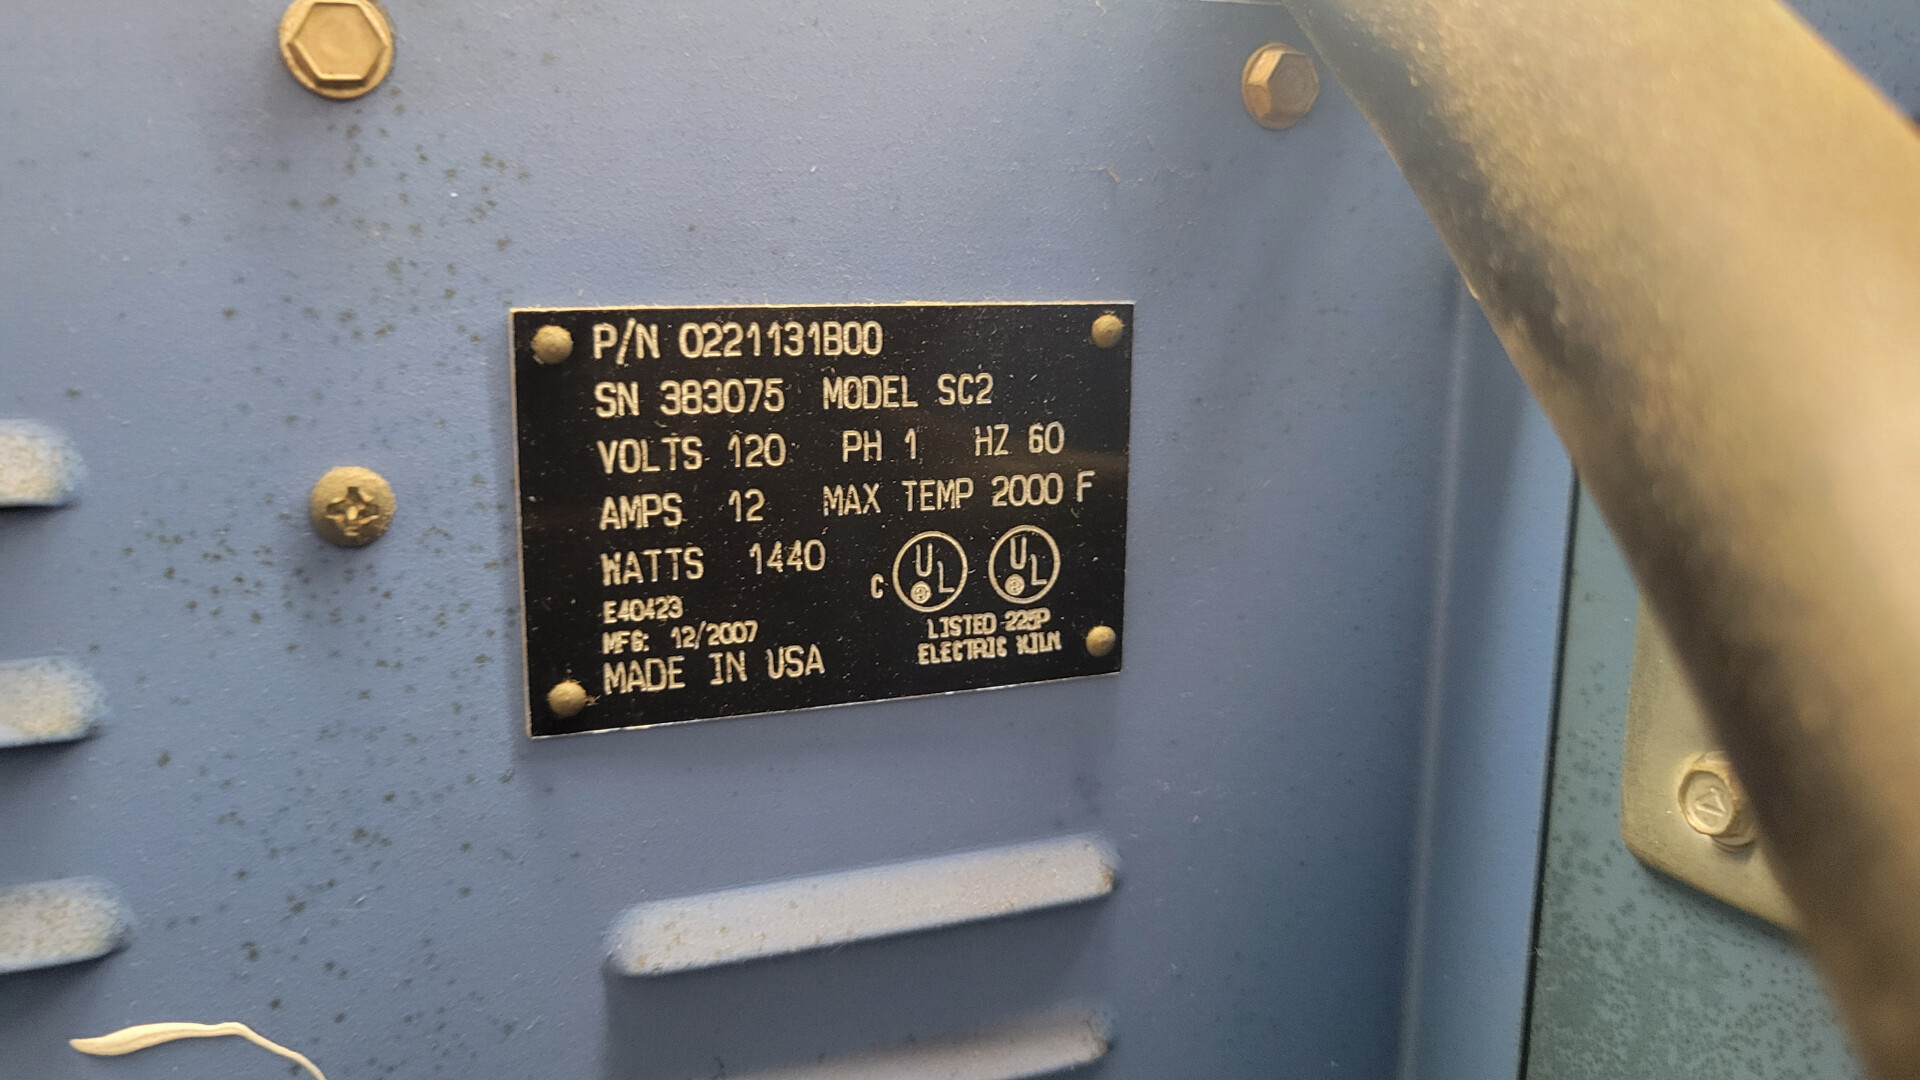 P/N 0221131B00
SN 383075 MODEL SC2
VOLTS 120 PH 1 HZ 60
AMPS 12 MAX TEMP 2000 F
WATTS 1440
C UL UL
E40423
LISTED 225P
MFG: 12/2007
ELECTRIC KILN
MADE IN USA